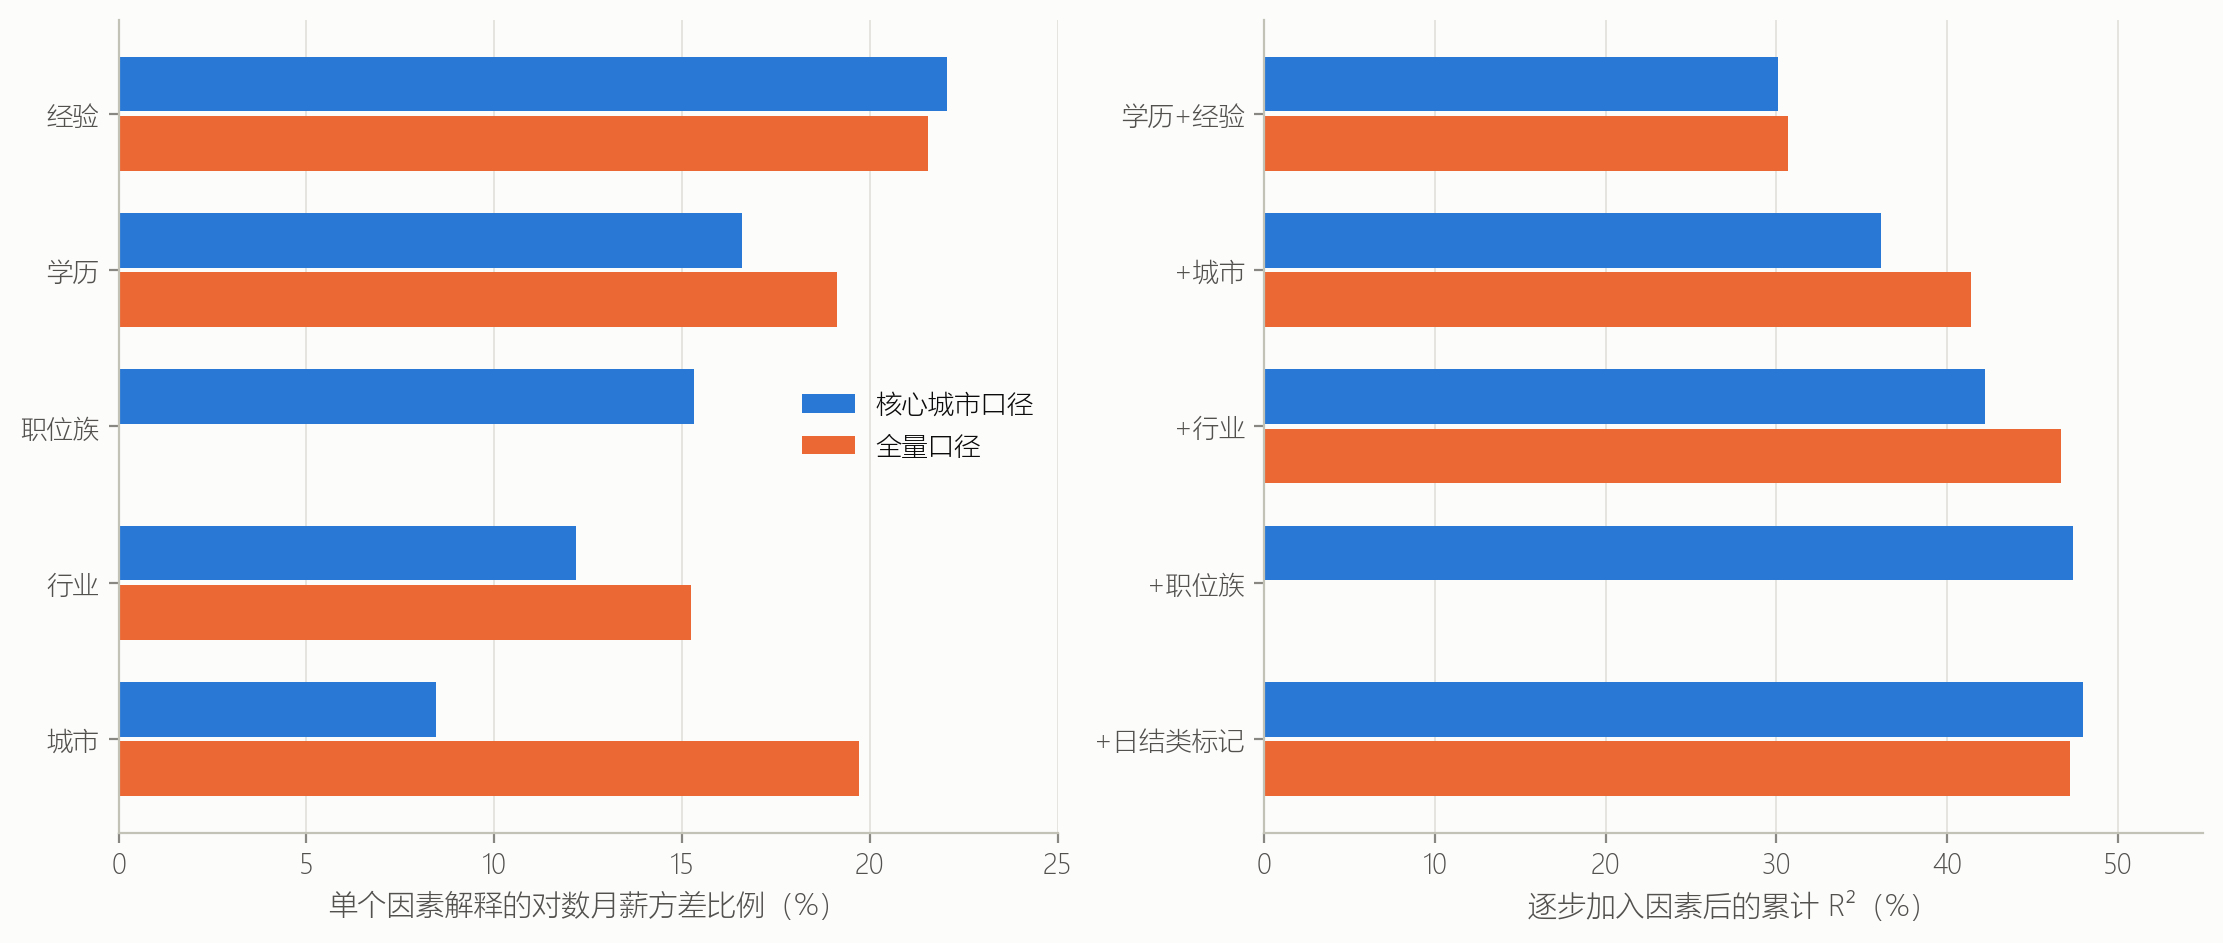 经验
学历
职位族
行业
城市
核心城市口径
全量口径
0 5 10 15 20 25
单个因素解释的对数月薪方差比例（%）
学历+经验
+城市
+行业
+职位族
+日结类标记
0 10 20 30 40 50
逐步加入因素后的累计 R²（%）